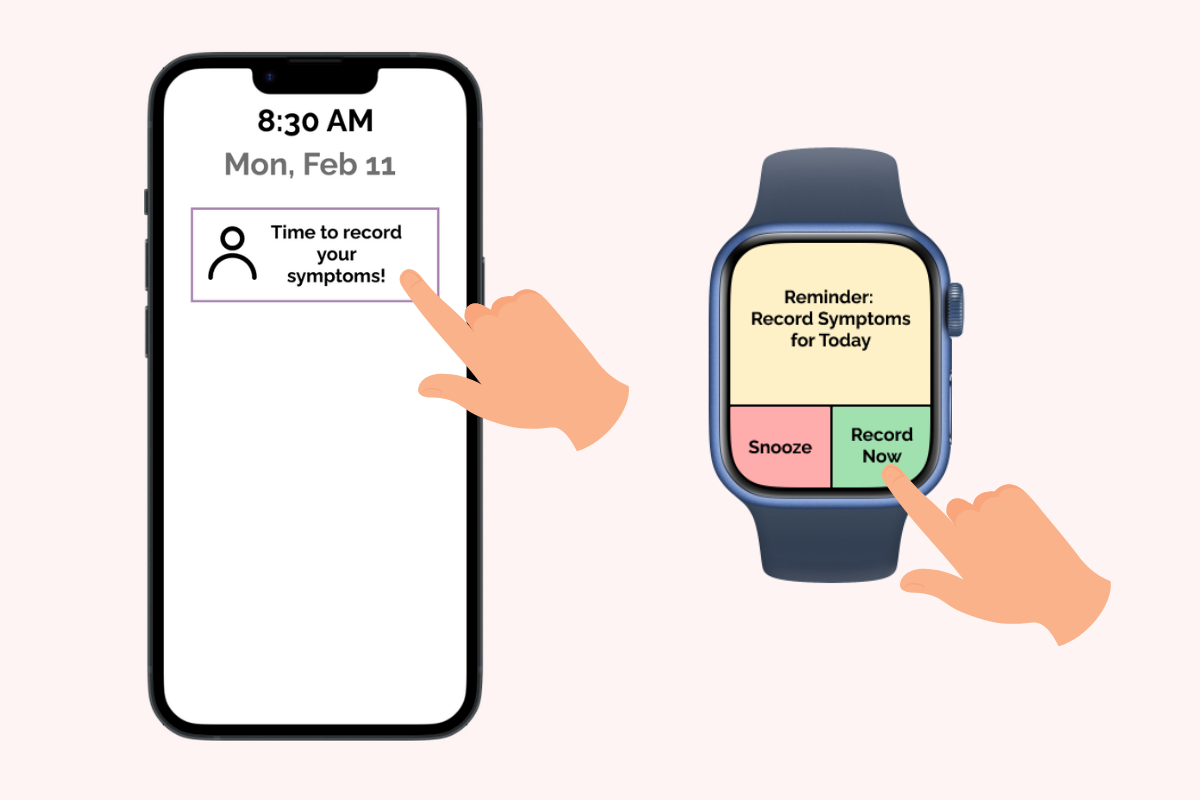 8:30 AM
Mon, Feb 11
Time to record
your
symptoms!
Reminder:
Record Symptoms
for Today
Snooze
Record
Now